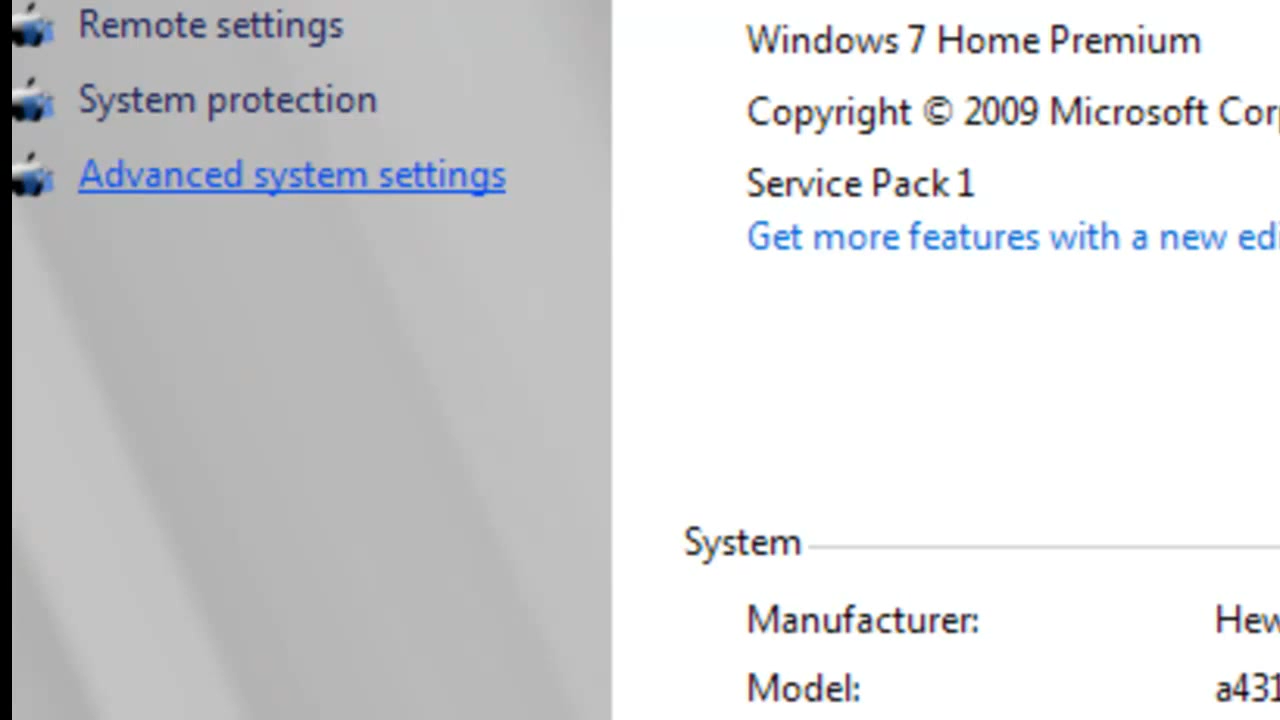 Remote settings
System protection
Advanced system settings
Windows 7 Home Premium
Copyright © 2009 Microsoft
Service Pack 1
Get more features with a new
System
Manufacturer:
Model: